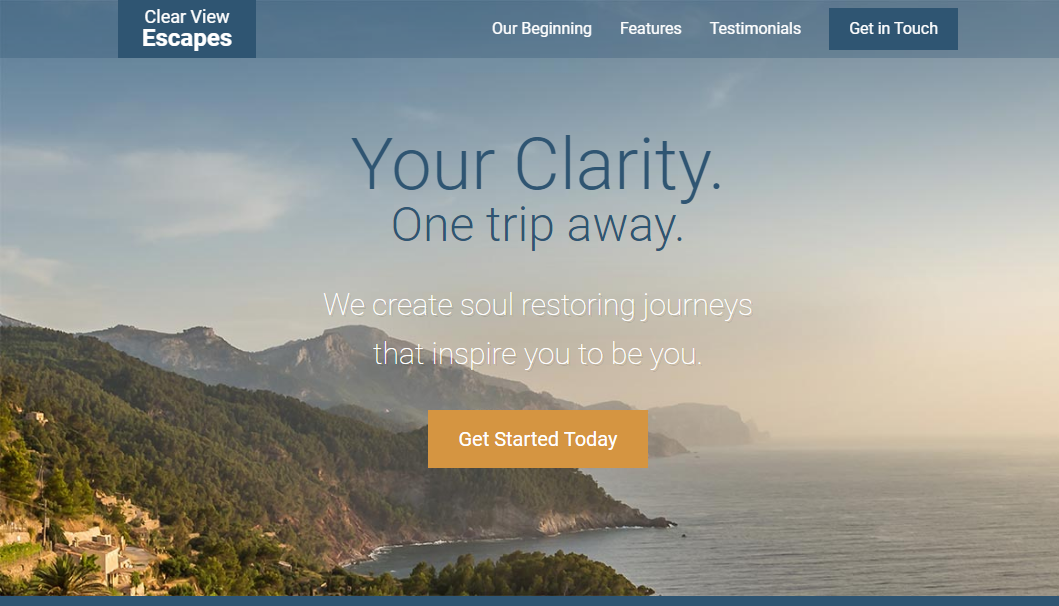 Clear View
Escapes
Our Beginning
Features
Testimonials
Get in Touch
Your Clarity.
One trip away.
We create soul restoring journeys
that inspire you to be you.
Get Started Today